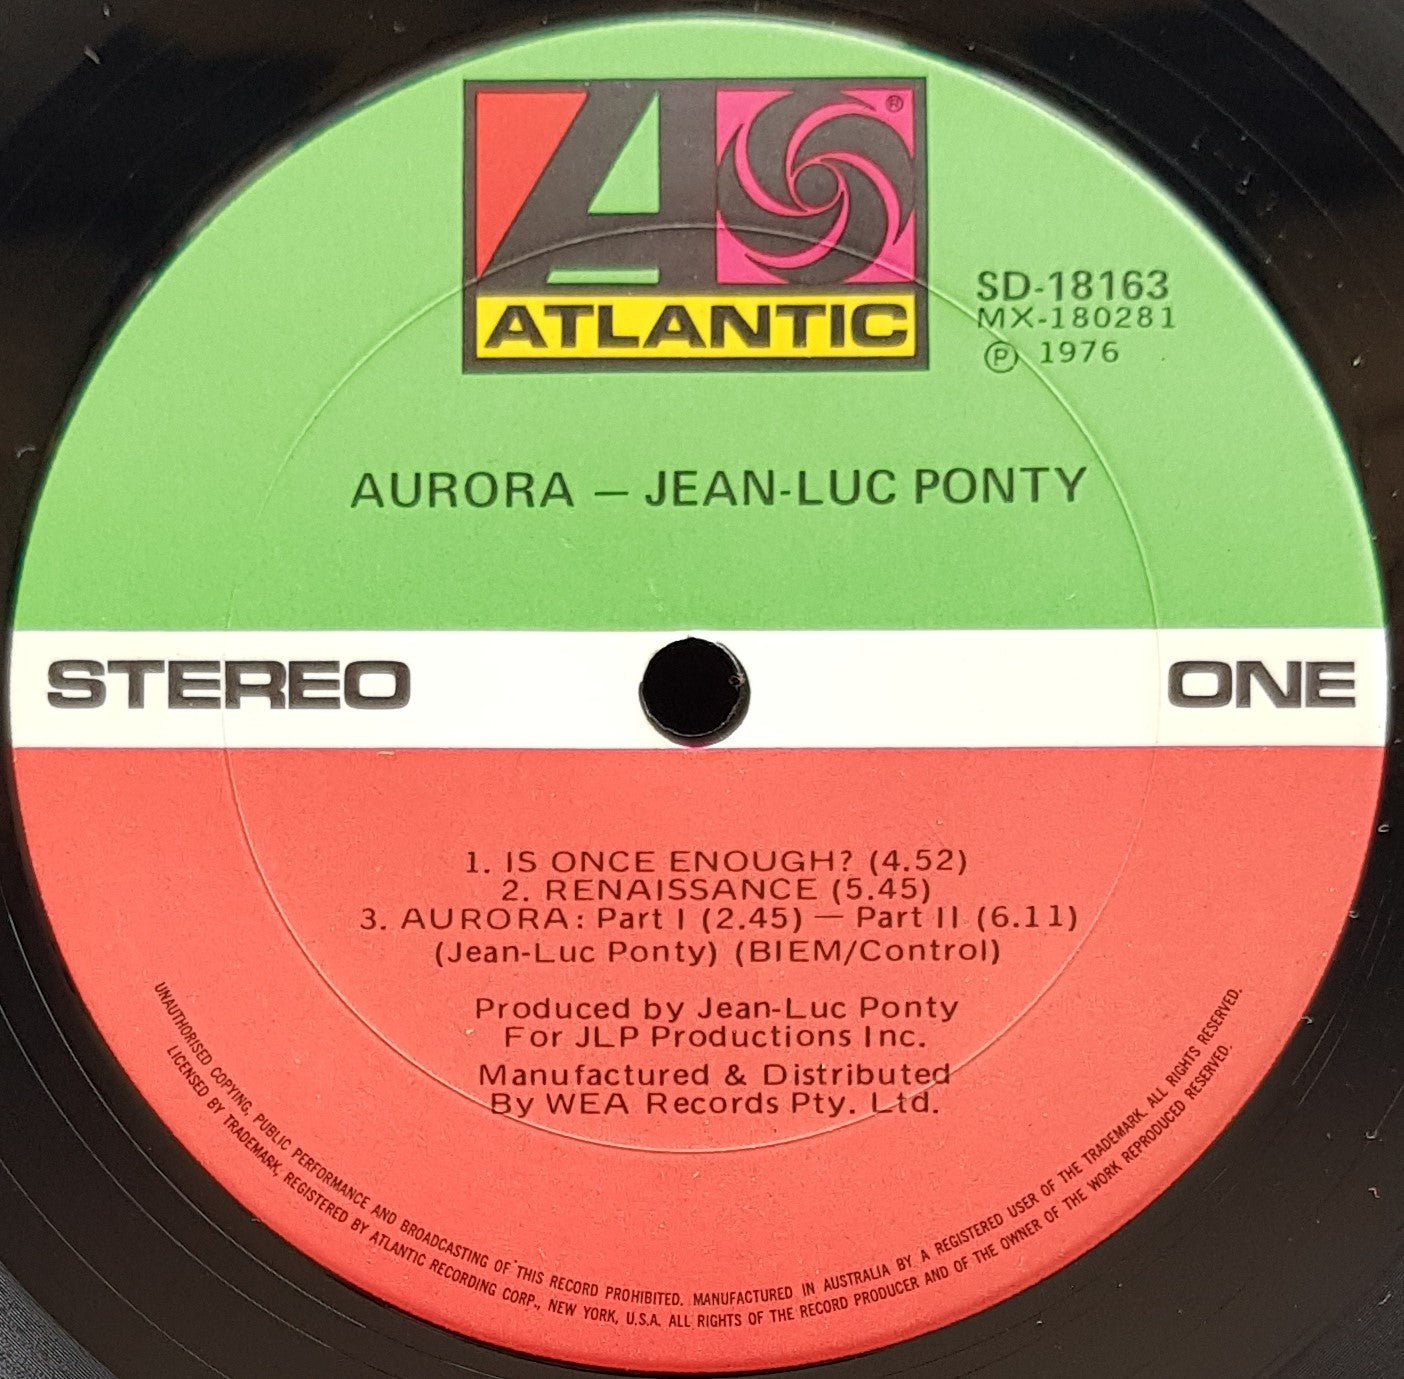 ®
ATLANTIC
SD-18163
MX-180281
℗ 1976
AURORA — JEAN-LUC PONTY
STEREO
ONE
1. IS ONCE ENOUGH? (4.52)
2. RENAISSANCE (5.45)
3. AURORA: Part I (2.45) — Part II (6.11)
(Jean-Luc Ponty) (BIEM/Control)
Produced by Jean-Luc Ponty
For JLP Productions Inc.
Manufactured & Distributed
By WEA Records Pty. Ltd.
UNAUTHORISED COPYING, PUBLIC PERFORMANCE AND BROADCASTING OF THIS RECORD PROHIBITED. MANUFACTURED IN AUSTRALIA BY A REGISTERED USER OF THE TRADEMARK. ALL RIGHTS RESERVED.
LICENSED BY TRADEMARK, REGISTERED BY ATLANTIC RECORDING CORP., NEW YORK, U.S.A. ALL RIGHTS OF THE RECORD PRODUCER AND OF THE OWNER OF THE WORK REPRODUCED RESERVED.